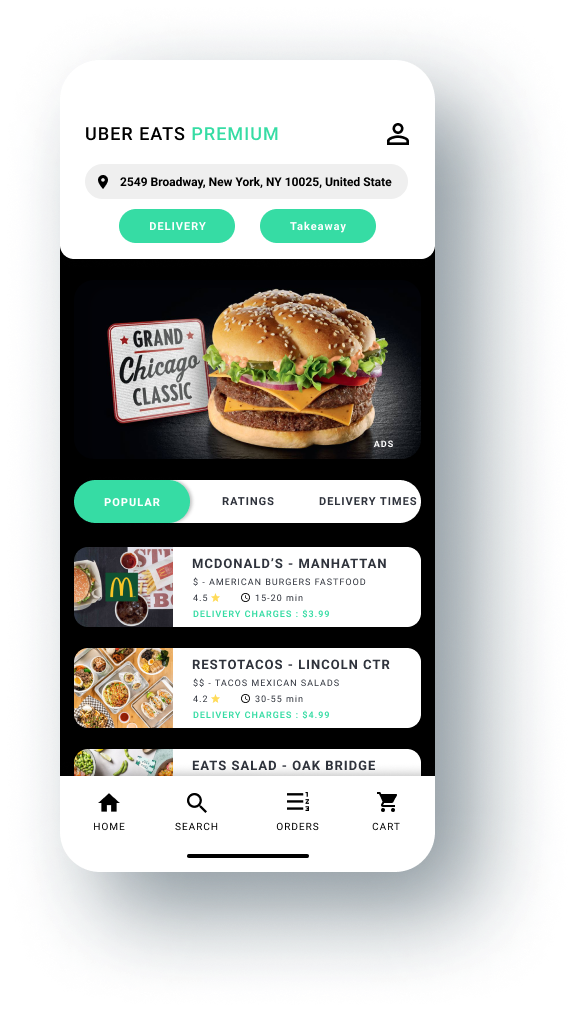 UBER EATS PREMIUM
2549 Broadway, New York, NY 10025, United State
DELIVERY
Takeaway
GRAND
Chicago
CLASSIC
ADS
POPULAR
RATINGS
DELIVERY TIMES
MCDONALD’S - MANHATTAN
$ - AMERICAN BURGERS FASTFOOD
4.5
15-20 min
DELIVERY CHARGES : $3.99
RESTOTACOS - LINCOLN CTR
$$ - TACOS MEXICAN SALADS
4.2
30-55 min
DELIVERY CHARGES : $4.99
EATS SALAD - OAK BRIDGE
HOME
SEARCH
ORDERS
CART